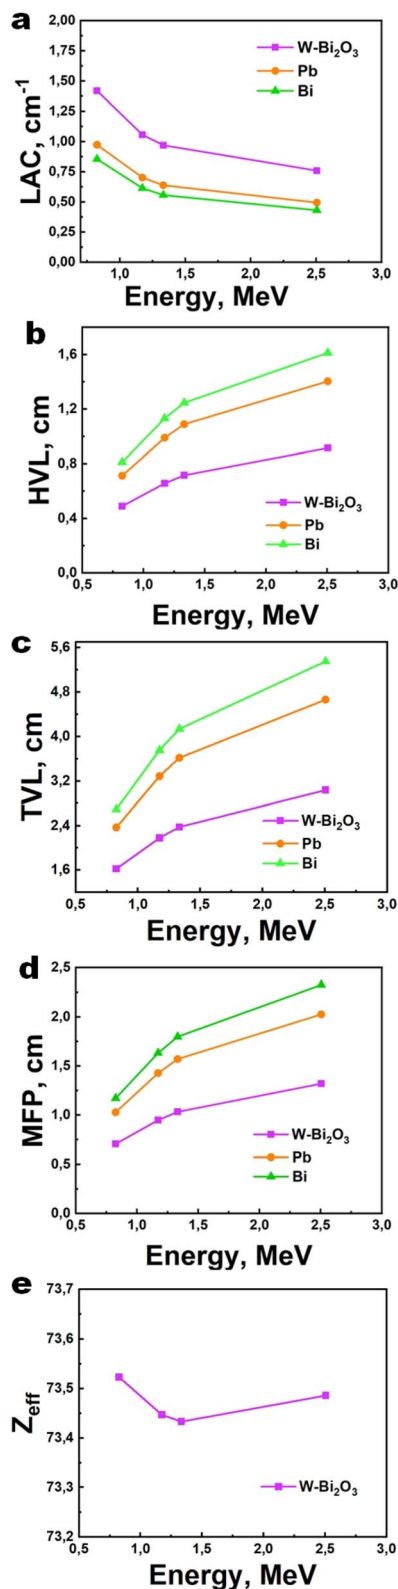 a
2,00
1,75
1,50
1,25
1,00
0,75
0,50
0,25
0,00
LAC, cm⁻¹
W-Bi₂O₃
Pb
Bi
1,0 1,5 2,0 2,5 3,0
Energy, MeV
b
1,6
1,2
0,8
0,4
0,0
HVL, cm
W-Bi₂O₃
Pb
Bi
0,5 1,0 1,5 2,0 2,5 3,0
Energy, MeV
c
5,6
4,8
4,0
3,2
2,4
1,6
TVL, cm
W-Bi₂O₃
Pb
Bi
0,5 1,0 1,5 2,0 2,5 3,0
Energy, MeV
d
2,5
2,0
1,5
1,0
0,5
0,0
MFP, cm
W-Bi₂O₃
Pb
Bi
0,5 1,0 1,5 2,0 2,5 3,0
Energy, MeV
e
73,7
73,6
73,5
73,4
73,3
73,2
Zeff
W-Bi₂O₃
0,5 1,0 1,5 2,0 2,5 3,0
Energy, MeV